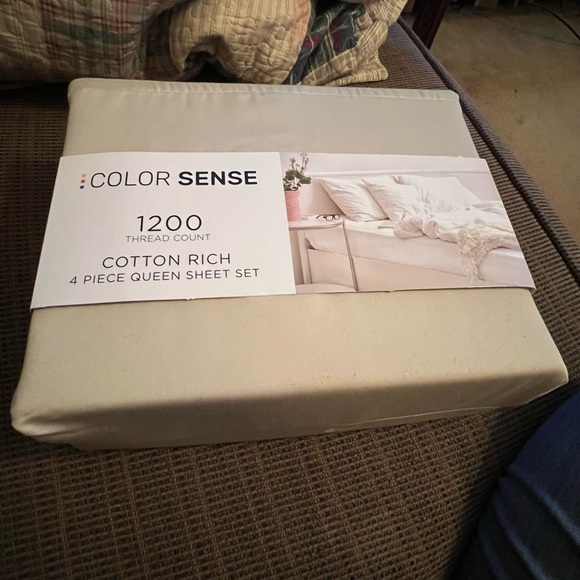 COLOR SENSE
1200
THREAD COUNT
COTTON RICH
4 PIECE QUEEN SHEET SET